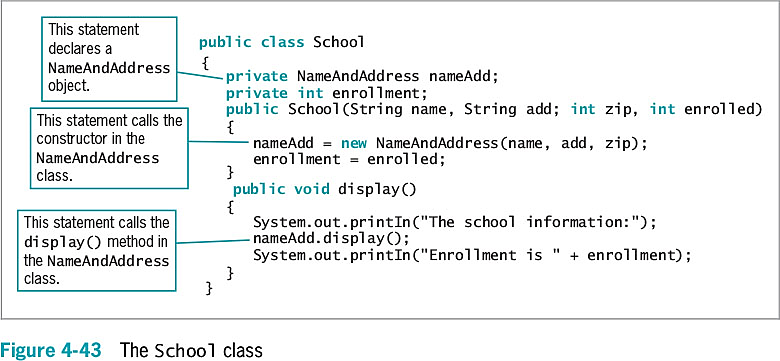 This statement
declares a
NameAndAddress
object.
public class School
{
private NameAndAddress nameAdd;
private int enrollment;
public School(String name, String add; int zip, int enrolled)
This statement calls the
constructor in the
NameAndAddress
class.
{
nameAdd = new NameAndAddress(name, add, zip);
enrollment = enrolled;
}
public void display()
This statement calls the
display() method in
the NameAndAddress
class.
{
System.out.printIn("The school information:");
nameAdd.display();
System.out.printIn("Enrollment is " + enrollment);
}
}
Figure 4-43 The School class